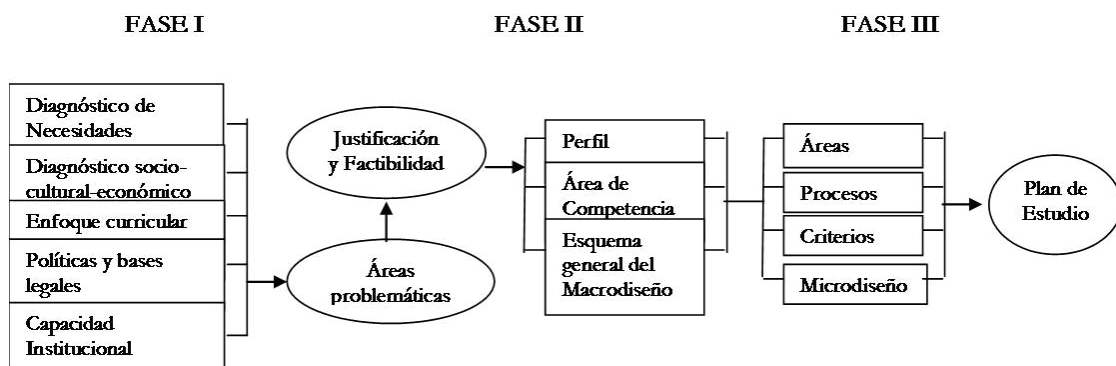 FASE I
FASE II
FASE III
Diagnóstico de
Necesidades
Diagnóstico socio-
cultural-económico
Enfoque curricular
Políticas y bases
legales
Capacidad
Institucional
Justificación
y Factibilidad
Áreas
problemáticas
Perfil
Área de
Competencia
Esquema
general del
Macrodiseño
Áreas
Procesos
Criterios
Microdiseño
Plan de
Estudio